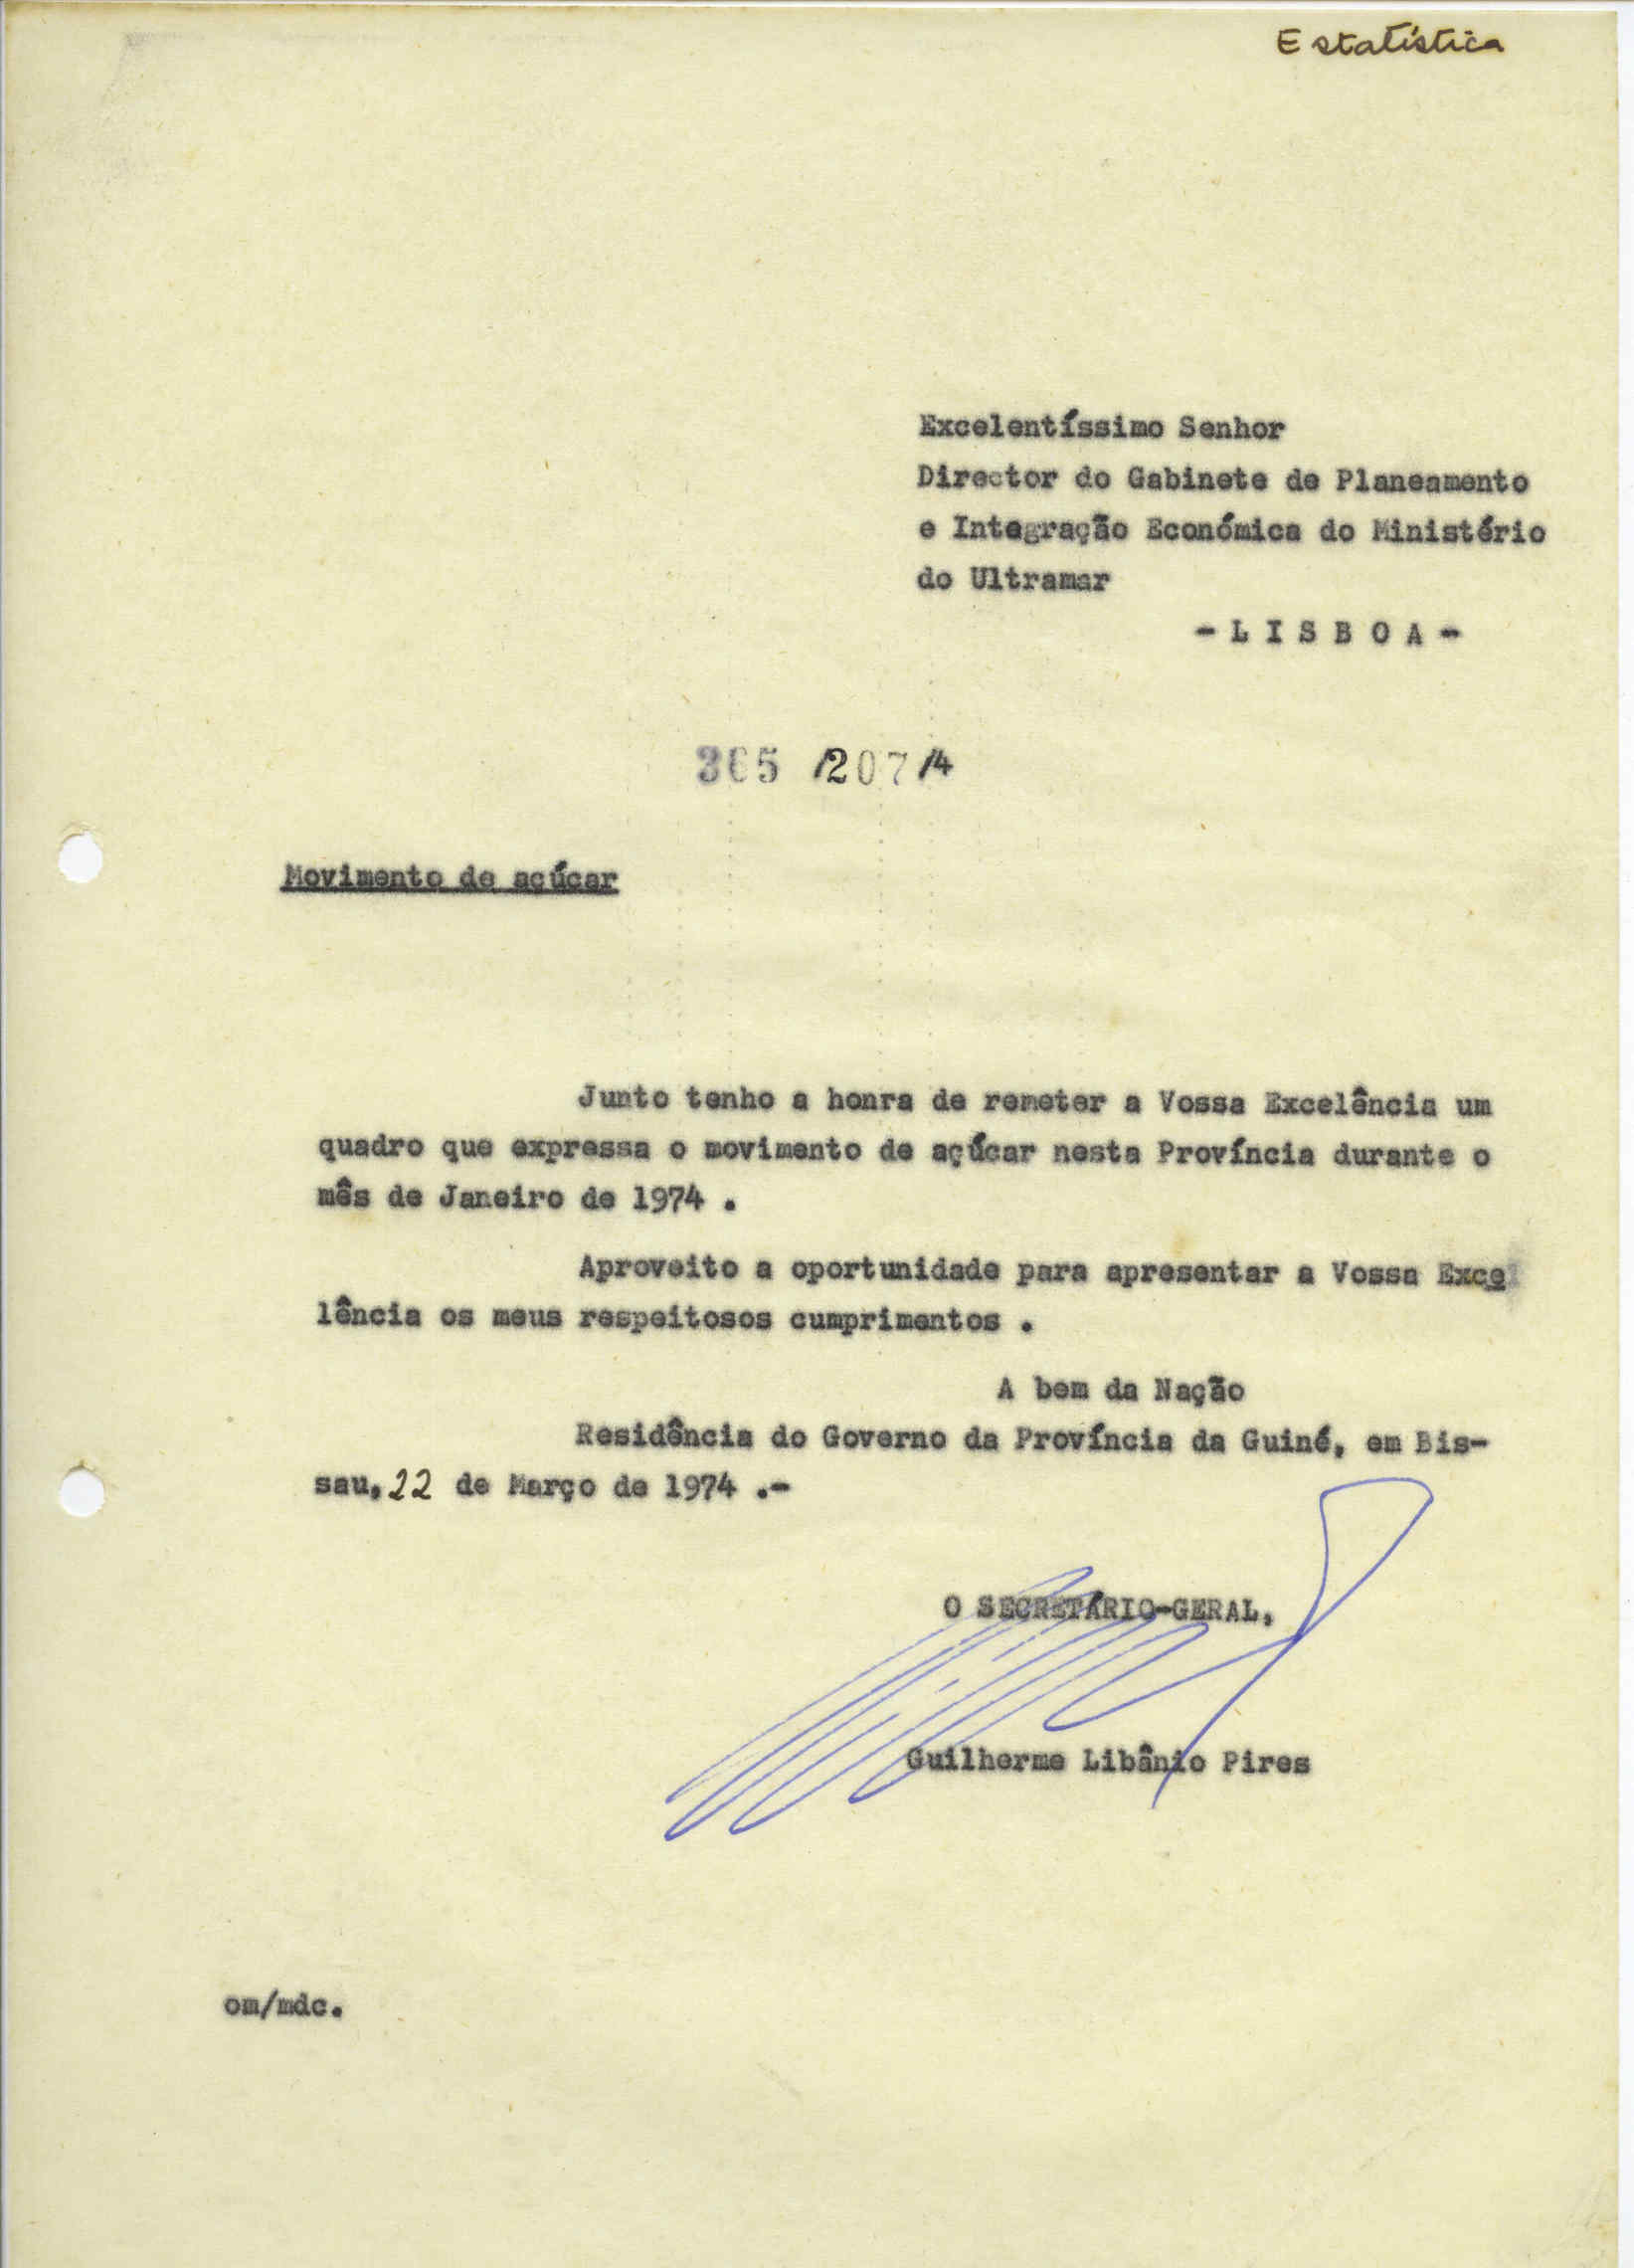 Estatística
Excelentíssimo Senhor
Director do Gabinete de Planeamento
e Integração Económica do Ministério
do Ultramar
- L I S B O A -
365 /207/4
Movimento de açúcar
Junto tenho a honra de remeter a Vossa Excelência um
quadro que expressa o movimento de açúcar nesta Província durante o
mês de Janeiro de 1974 .
Aproveito a oportunidade para apresentar a Vossa Exce
lência os meus respeitosos cumprimentos .
A bem da Nação
Residência do Governo da Província da Guiné, em Bis-
sau, 22 de Março de 1974 .-
O SECRETÁRIO-GERAL,
Guilherme Libânio Pires
om/mdc.